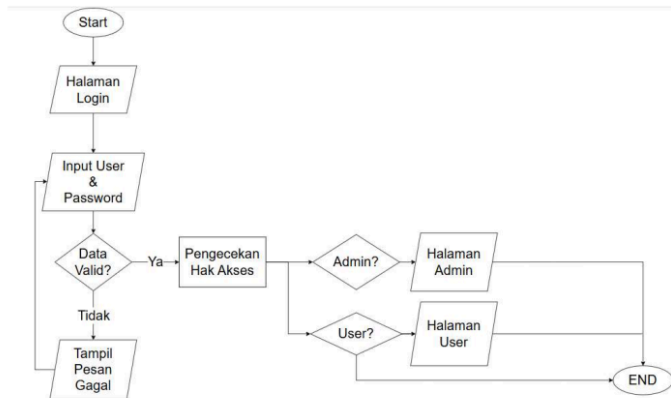 Start
Halaman
Login
Input User
&
Password
Data
Valid?
Ya
Pengecekan
Hak Akses
Admin?
Halaman
Admin
Tidak
User?
Halaman
User
Tampil
Pesan
Gagal
END